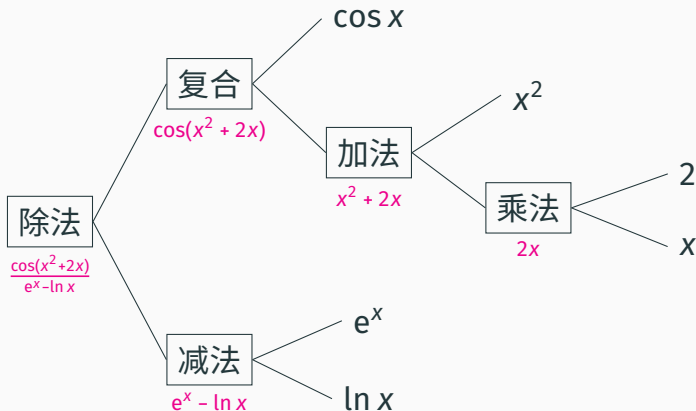 cos x
复合
cos(x² + 2x)
x²
加法
x² + 2x
2
乘法
2x
x
除法
cos(x²+2x)
eˣ–ln x
eˣ
减法
eˣ – ln x
ln x